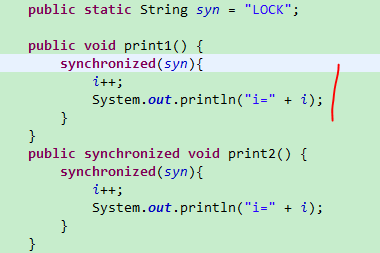 public static String syn = "LOCK";
public void print1() {
synchronized(syn){
i++;
System.out.println("i=" + i);
}
}
public synchronized void print2() {
synchronized(syn){
i++;
System.out.println("i=" + i);
}
}